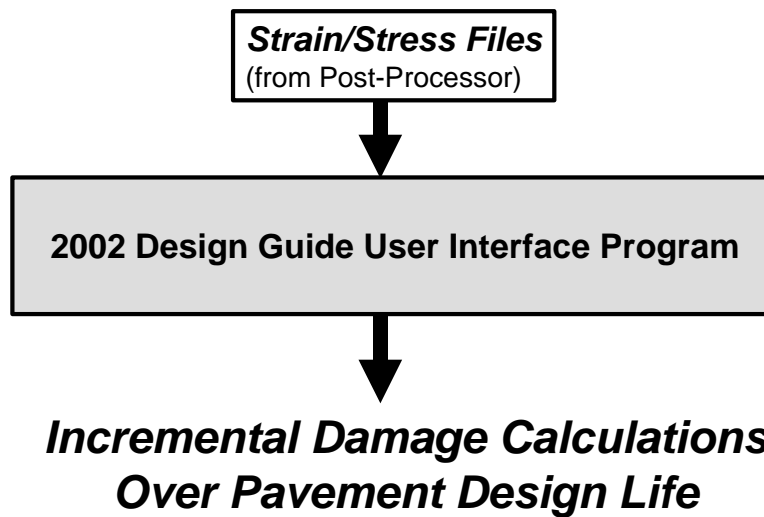 Strain/Stress Files
(from Post-Processor)
2002 Design Guide User Interface Program
Incremental Damage Calculations
Over Pavement Design Life